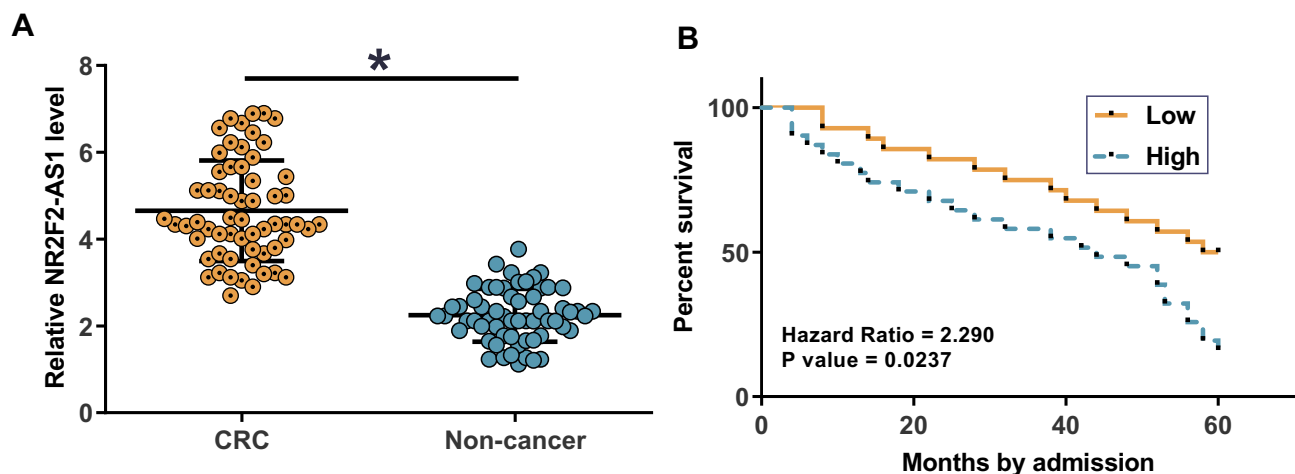 A
Relative NR2F2-AS1 level
8
6
4
2
0
*
CRC
Non-cancer
B
Percent survival
100
50
0
Low
High
Hazard Ratio = 2.290
P value = 0.0237
0
20
40
60
Months by admission